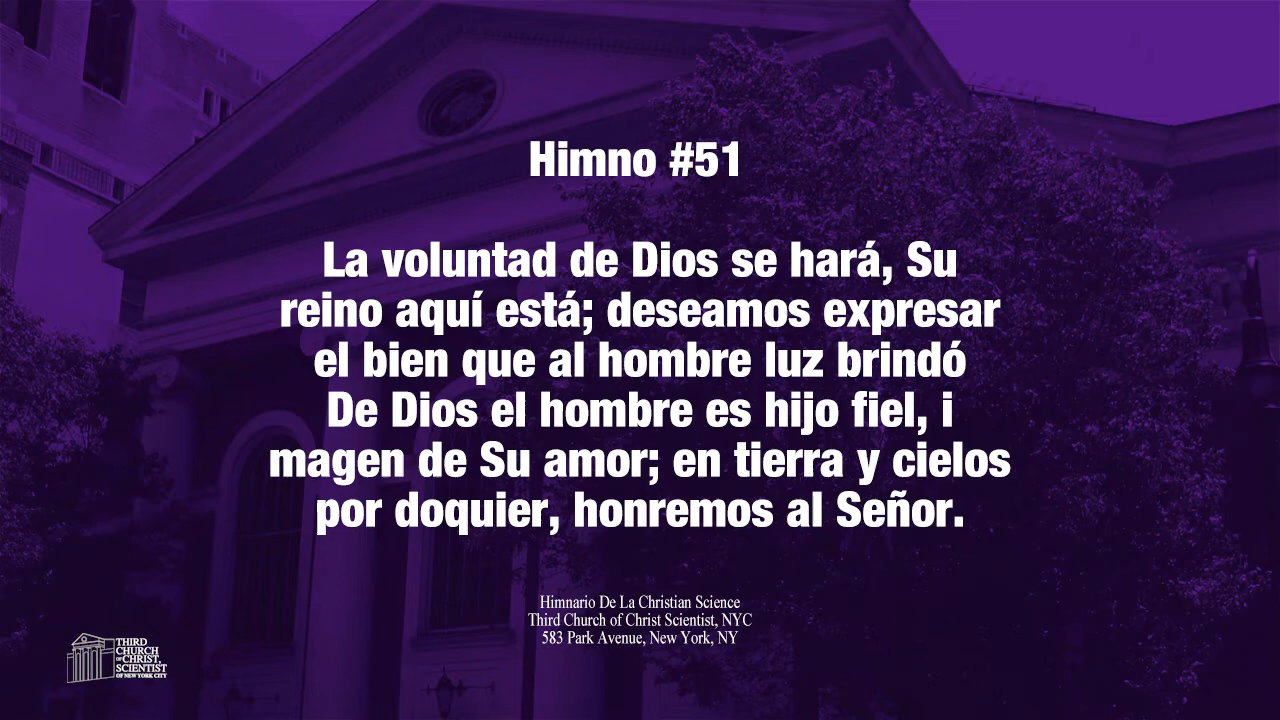 Himno #51
La voluntad de Dios se hará, Su
reino aquí está; deseamos expresar
el bien que al hombre luz brindó
De Dios el hombre es hijo fiel, i
magen de Su amor; en tierra y cielos
por doquier, honremos al Señor.
Himnario De La Christian Science
Third Church of Christ Scientist, NYC
583 Park Avenue, New York, NY
THIRD
CHURCH
OF CHRIST,
SCIENTIST
OF NEW YORK CITY